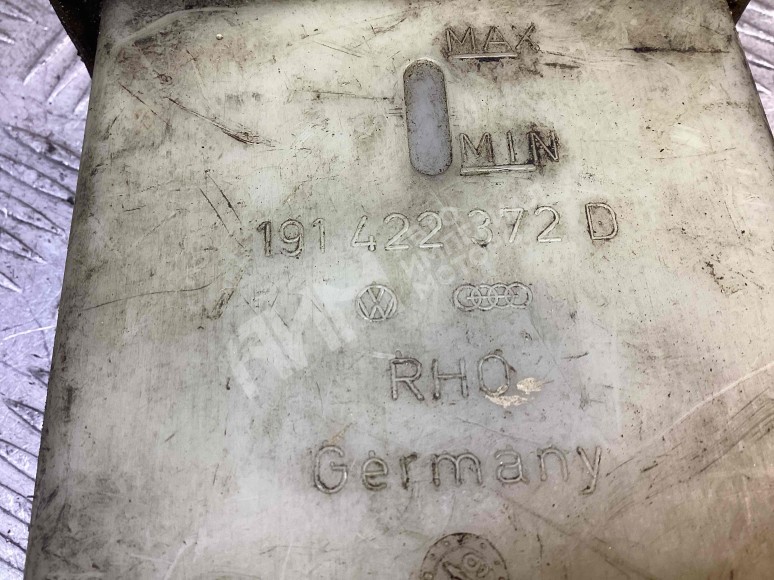 MAX
MIN
191 422 372 D
RHO
Germany